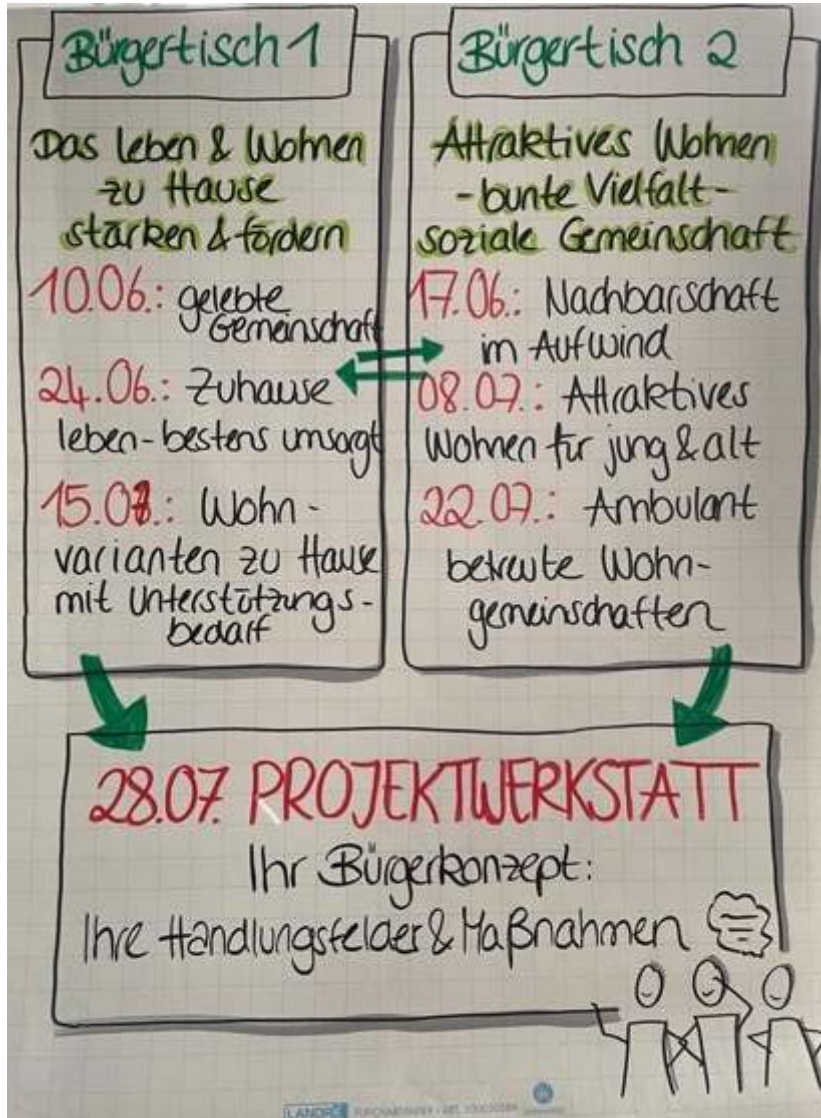 Bürgertisch 1
Das Leben & Wohnen
zu Hause
stärken & fördern
10.06.: gelebte
Gemeinschaft
24.06.: Zuhause
leben - bestens umsorgt
15.07.: Wohn-
varianten zu Hause
mit Unterstützungs-
bedarf
Bürgertisch 2
Attraktives Wohnen
- bunte Vielfalt -
soziale Gemeinschaft
17.06.: Nachbarschaft
im Aufwind
08.07.: Attraktives
Wohnen für jung & alt
22.07.: Ambulant
betreute Wohn-
gemeinschaften
28.07. PROJEKTWERKSTATT
Ihr Bürgerkonzept:
Ihre Handlungsfelder & Maßnahmen